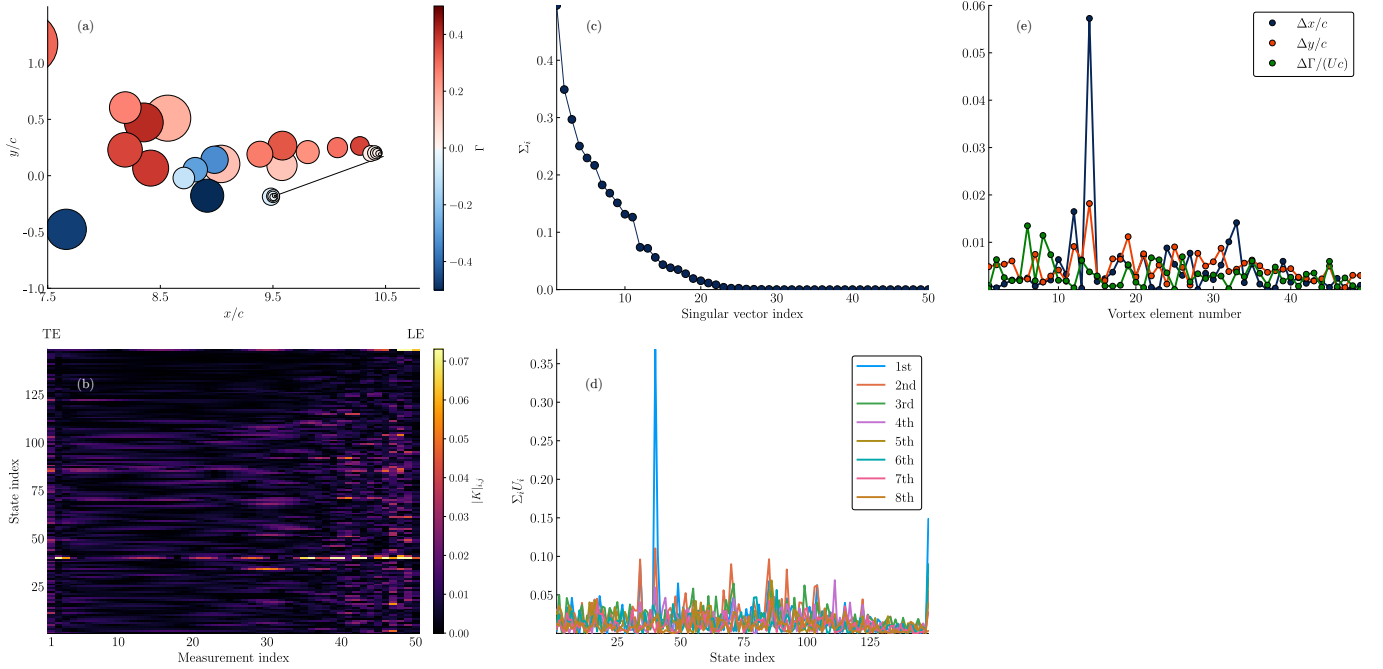 (a)
1.0
0.5
0.0
-0.5
-1.0
7.5
8.5
9.5
10.5
x/c
y/c
0.4
0.2
0.0
−0.2
−0.4
Γ
(c)
0.4
0.3
0.2
0.1
0.0
10
20
30
40
50
Singular vector index
Σi
(e)
Δx/c
Δy/c
ΔΓ/(Uc)
0.06
0.05
0.04
0.03
0.02
0.01
10
20
30
40
Vortex element number
TE
LE
(b)
125
100
75
50
25
1
10
20
30
40
50
Measurement index
State index
0.07
0.06
0.05
0.04
0.03
0.02
0.01
0.00
|K|i,j
(d)
1st
2nd
3rd
4th
5th
6th
7th
8th
0.35
0.30
0.25
0.20
0.15
0.10
0.05
25
50
75
100
125
State index
ΣiUi